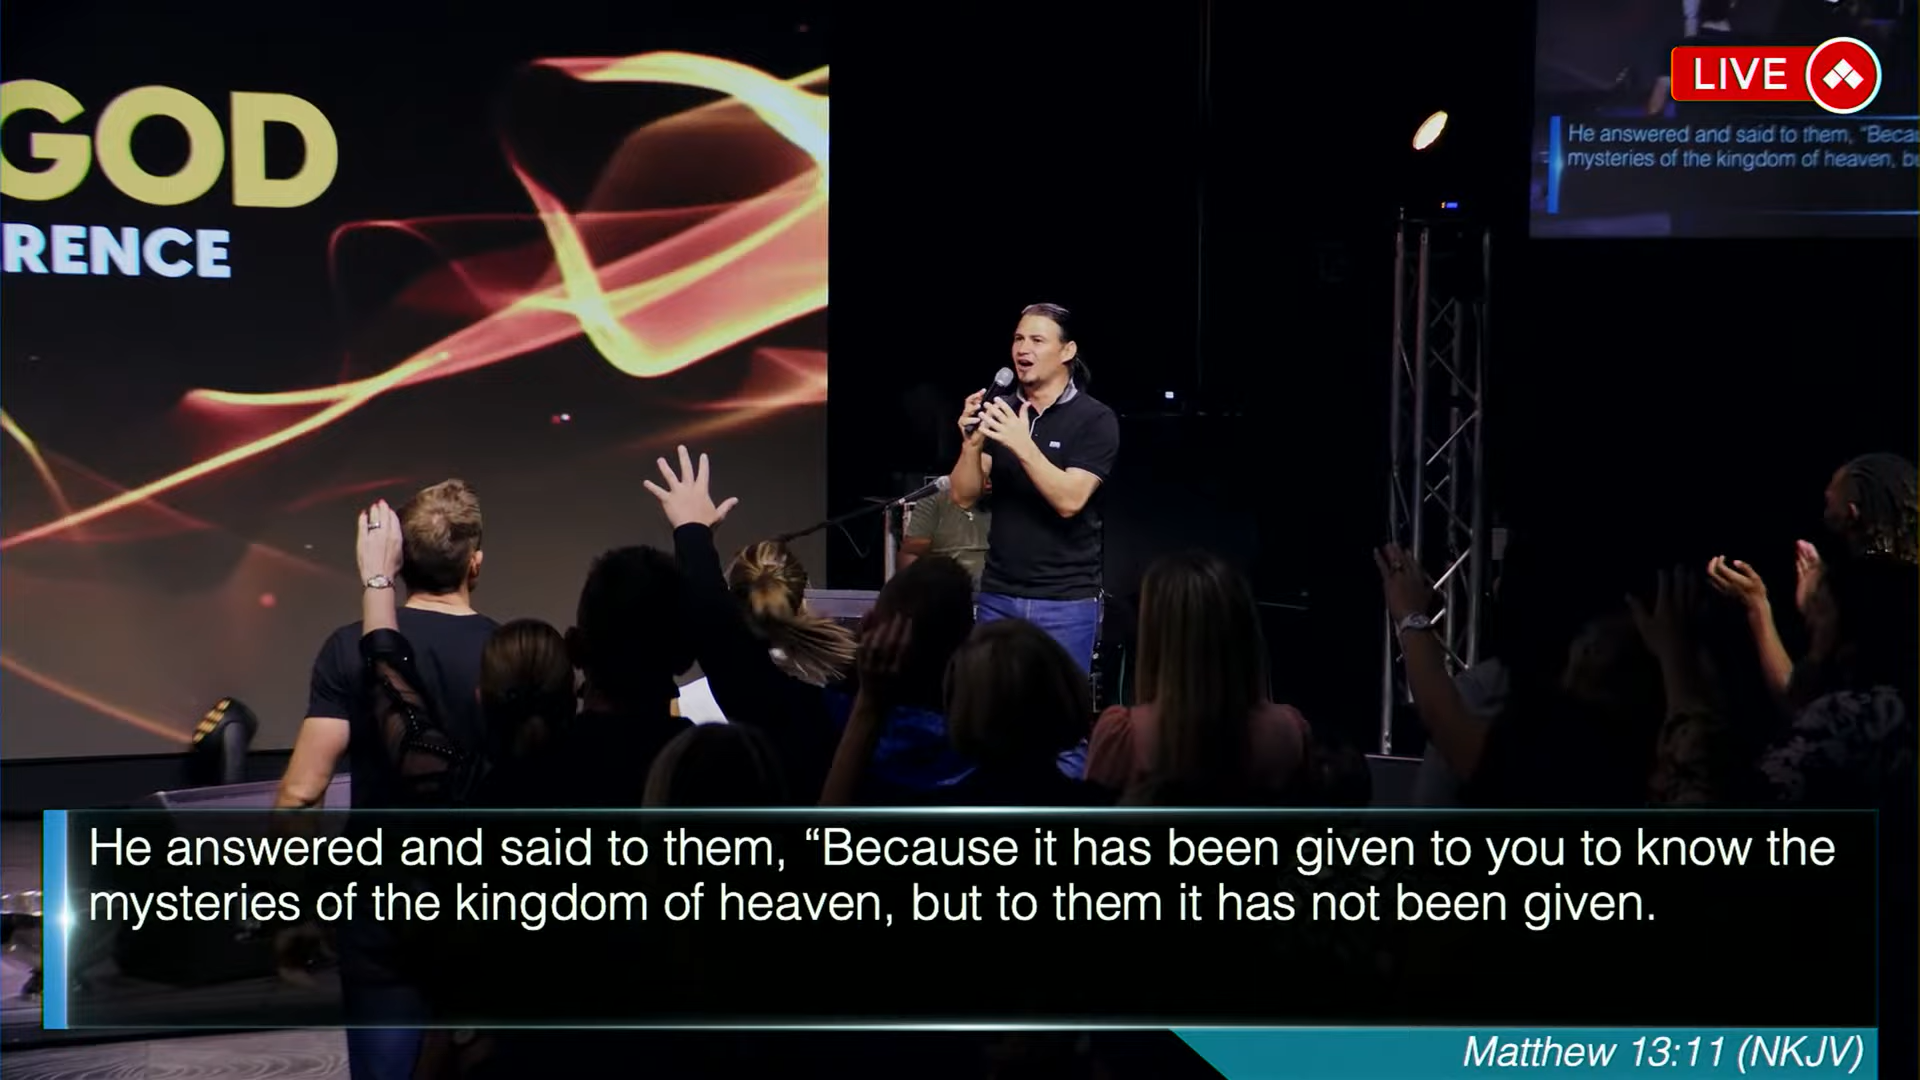 GOD
RENCE
LIVE
He answered and said to them, “Beca
mysteries of the kingdom of heaven, b
He answered and said to them, “Because it has been given to you to know the
mysteries of the kingdom of heaven, but to them it has not been given.
Matthew 13:11 (NKJV)